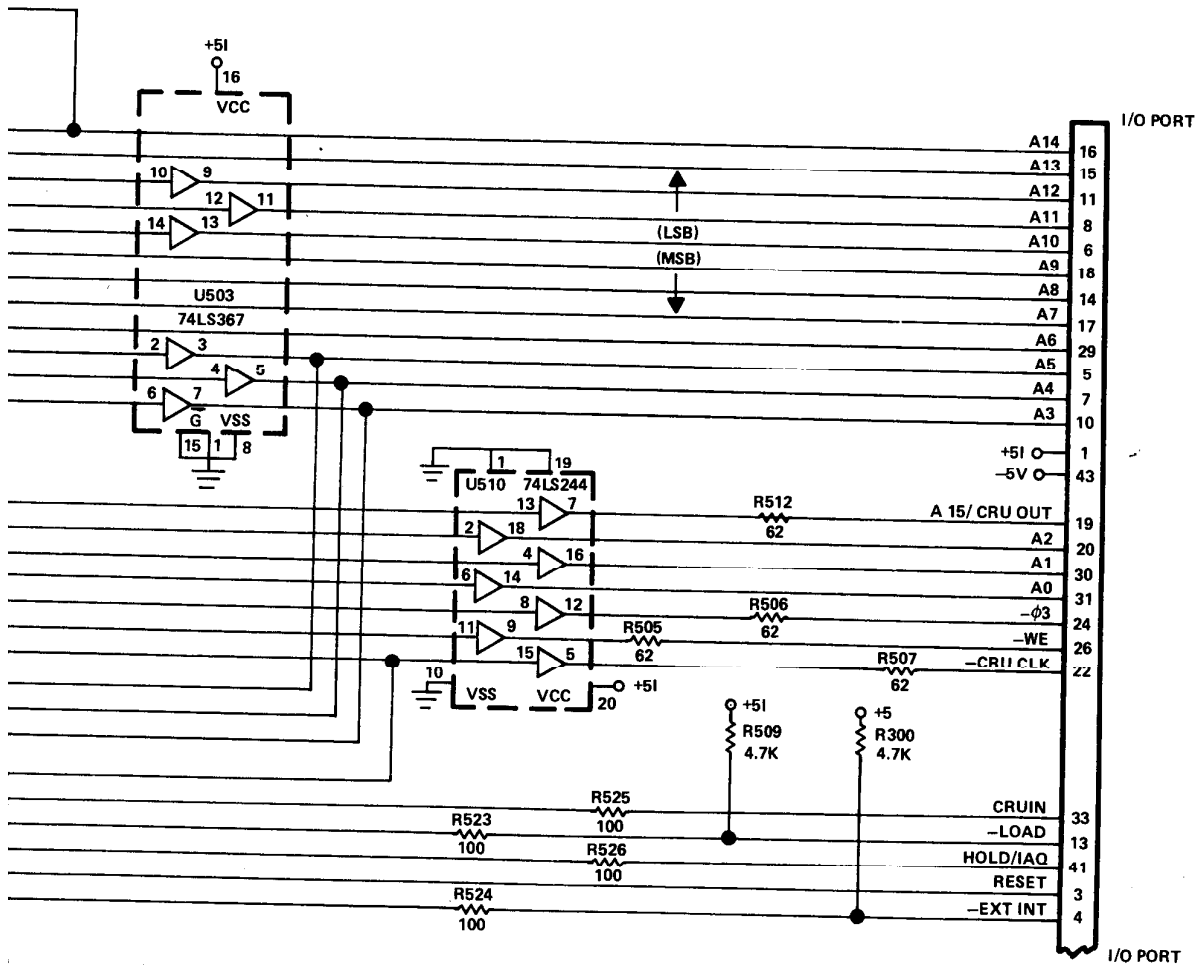 +5I
16
VCC
I/O PORT
A14
16
A13
15
10 9
A12
11
12 11
A11
8
14 13
(LSB)
A10
6
(MSB)
A9
18
A8
14
U503
A7
17
74LS367
A6
29
2 3
A5
5
4 5
A4
7
6 7
A3
10
G VSS
15 1 8
+5I
1
-5V
43
1 19
U510 74LS244
13 7
R512
62
A 15/ CRU OUT
19
2 18
A2
20
4 16
A1
30
6 14
A0
31
8 12
R506
62
-ϕ3
24
11 9
R505
62
-WE
26
15 5
R507
62
-CRU CLK
22
10
VSS VCC
+5I
20
+5I
R509
4.7K
+5
R300
4.7K
R525
100
CRUIN
33
R523
100
-LOAD
13
R526
100
HOLD/IAQ
41
RESET
3
R524
100
-EXT INT
4
I/O PORT